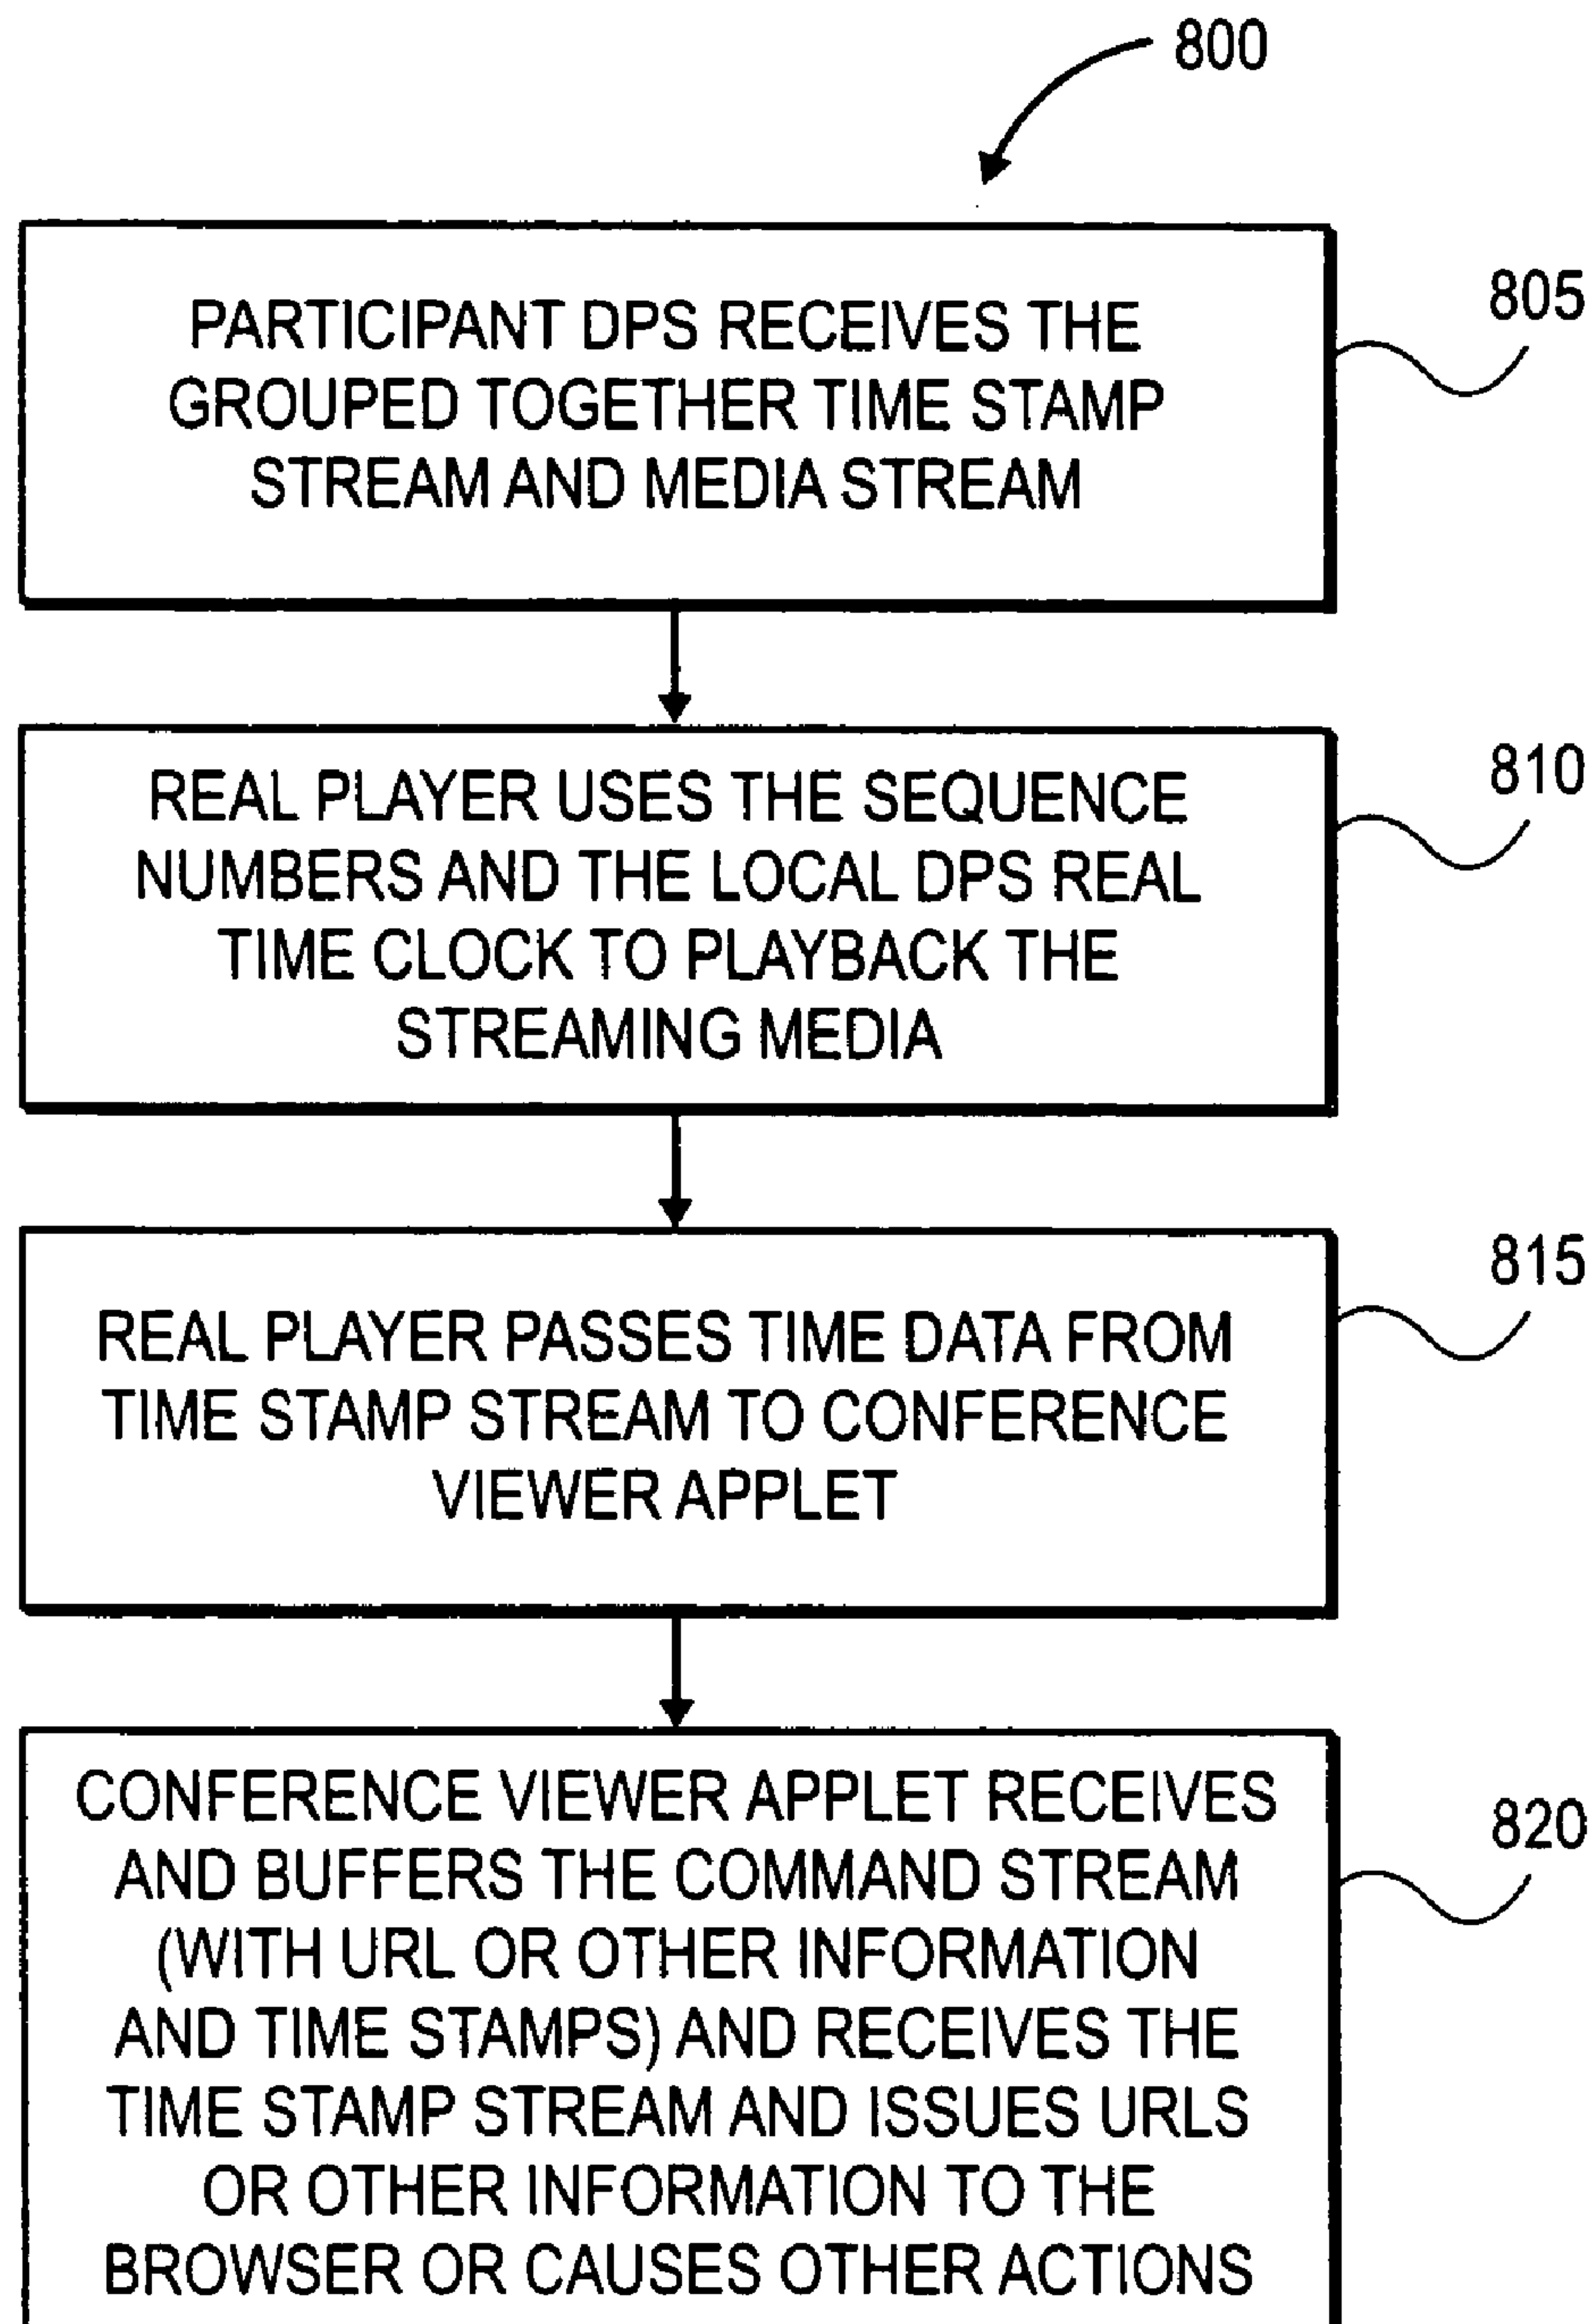 800
PARTICIPANT DPS RECEIVES THE
GROUPED TOGETHER TIME STAMP
STREAM AND MEDIA STREAM
805
REAL PLAYER USES THE SEQUENCE
NUMBERS AND THE LOCAL DPS REAL
TIME CLOCK TO PLAYBACK THE
STREAMING MEDIA
810
REAL PLAYER PASSES TIME DATA FROM
TIME STAMP STREAM TO CONFERENCE
VIEWER APPLET
815
CONFERENCE VIEWER APPLET RECEIVES
AND BUFFERS THE COMMAND STREAM
(WITH URL OR OTHER INFORMATION
AND TIME STAMPS) AND RECEIVES THE
TIME STAMP STREAM AND ISSUES URLS
OR OTHER INFORMATION TO THE
BROWSER OR CAUSES OTHER ACTIONS
820